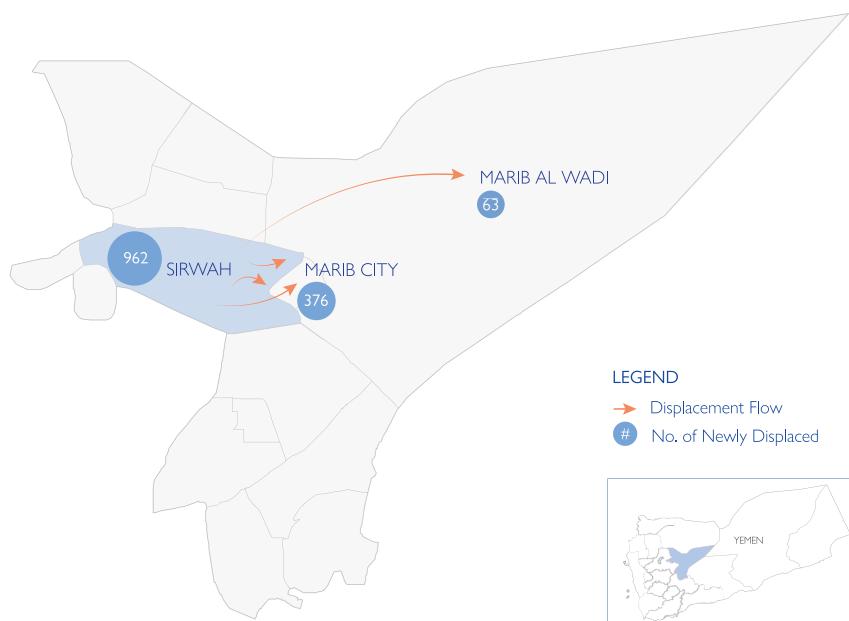 MARIB AL WADI
63
962
SIRWAH
MARIB CITY
376
LEGEND
Displacement Flow
# No. of Newly Displaced
YEMEN